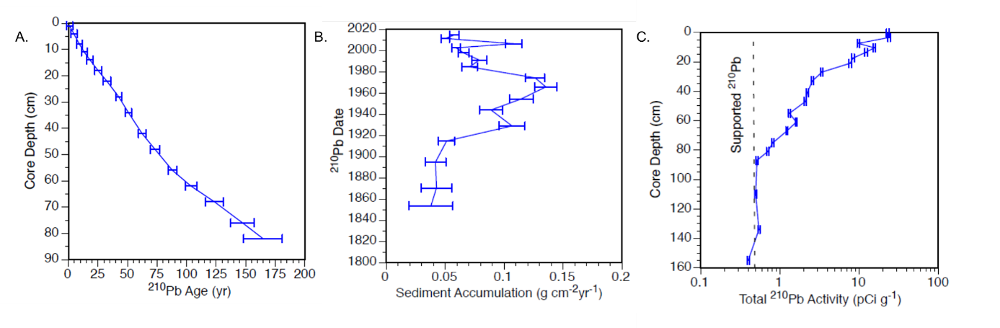 A.
0
10
20
30
40
50
60
70
80
90
Core Depth (cm)
0 25 50 75 100 125 150 175 200
²¹⁰Pb Age (yr)
B.
2020
2000
1980
1960
1940
1920
1900
1880
1860
1840
1820
1800
²¹⁰Pb Date
0 0.05 0.1 0.15 0.2
Sediment Accumulation (g cm⁻²yr⁻¹)
C.
0
20
40
60
80
100
120
140
160
Core Depth (cm)
Supported ²¹⁰Pb
0.1 1 10 100
Total ²¹⁰Pb Activity (pCi g⁻¹)